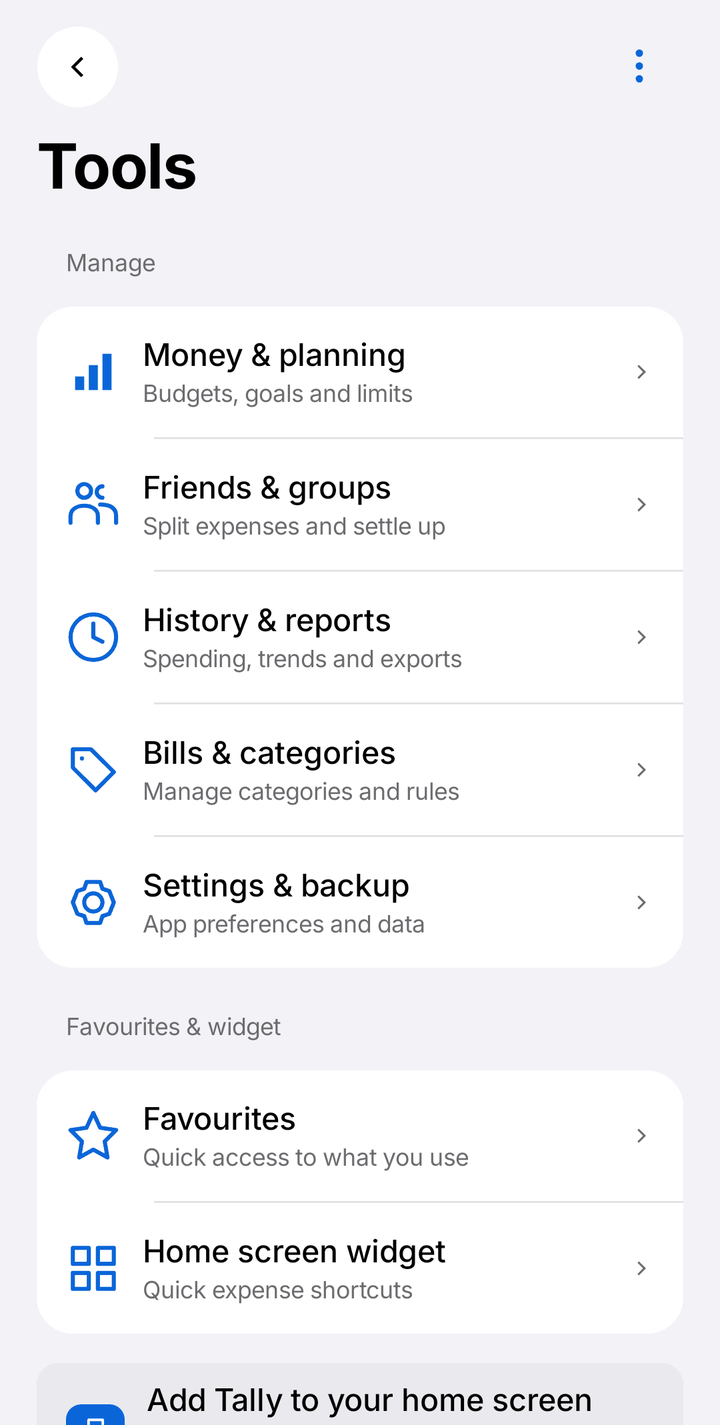 Tools
Manage
Money & planning
Budgets, goals and limits
Friends & groups
Split expenses and settle up
History & reports
Spending, trends and exports
Bills & categories
Manage categories and rules
Settings & backup
App preferences and data
Favourites & widget
Favourites
Quick access to what you use
Home screen widget
Quick expense shortcuts
Add Tally to your home screen